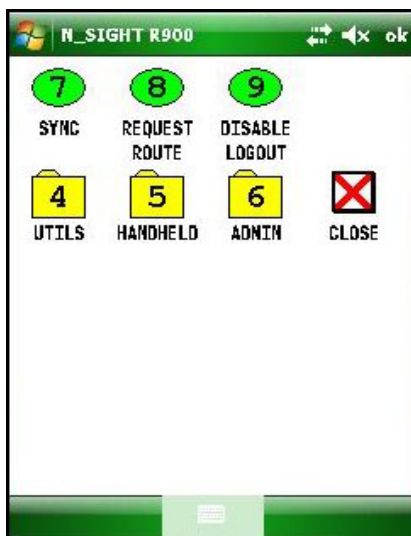 N_SIGHT R900 ok
7 8 9
SYNC REQUEST ROUTE DISABLE LOGOUT
4 5 6
UTILS HANDHELD ADMIN CLOSE